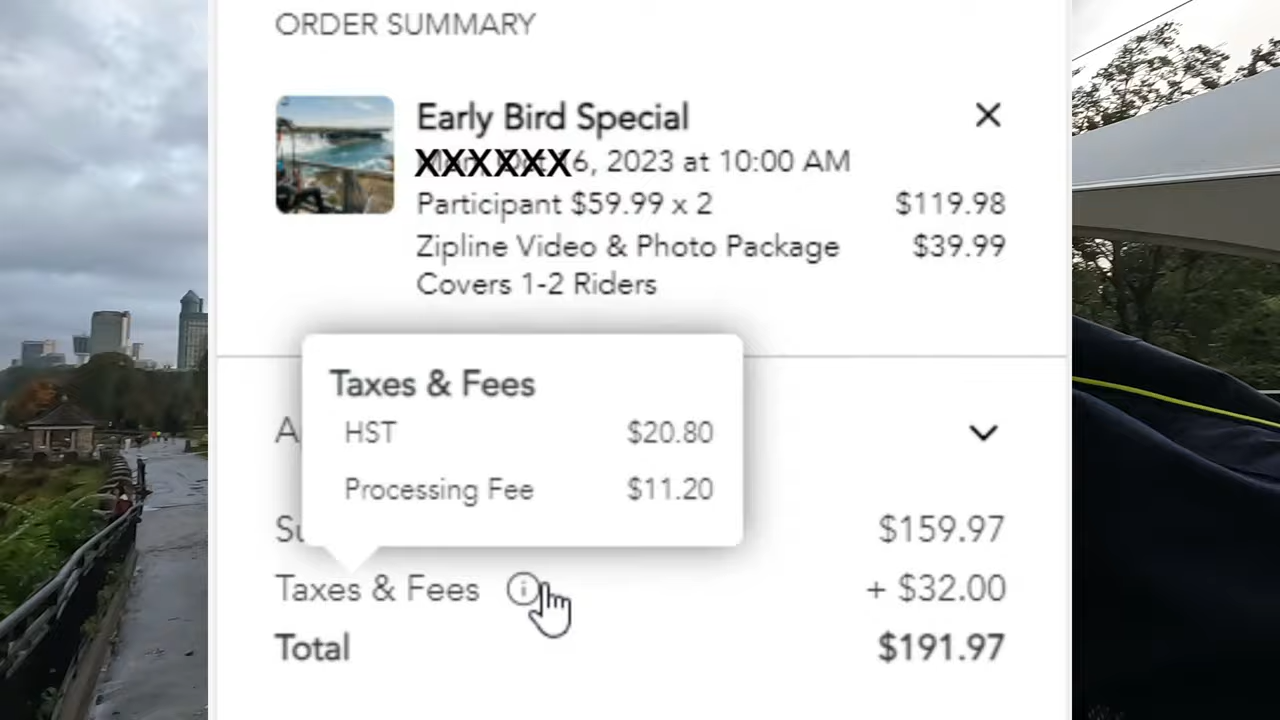 ORDER SUMMARY
Early Bird Special
XXXXXX6, 2023 at 10:00 AM
Participant $59.99 x 2 $119.98
Zipline Video & Photo Package $39.99
Covers 1-2 Riders
Taxes & Fees
HST $20.80
Processing Fee $11.20
$159.97
Taxes & Fees + $32.00
Total $191.97